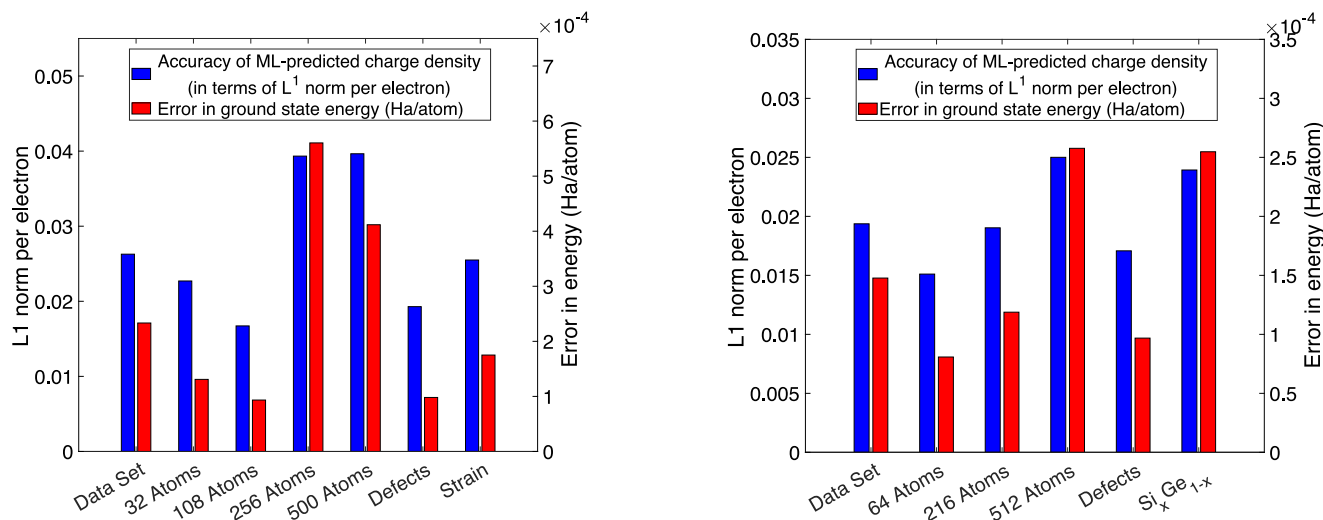 ×10⁻⁴
0.05
0.04
0.03
0.02
0.01
0
L1 norm per electron
Accuracy of ML-predicted charge density
(in terms of L¹ norm per electron)
Error in ground state energy (Ha/atom)
7
6
5
4
3
2
1
0
Error in energy (Ha/atom)
Data Set
32 Atoms
108 Atoms
256 Atoms
500 Atoms
Defects
Strain
×10⁻⁴
0.035
0.03
0.025
0.02
0.015
0.01
0.005
0
L1 norm per electron
Accuracy of ML-predicted charge density
(in terms of L¹ norm per electron)
Error in ground state energy (Ha/atom)
3.5
3
2.5
2
1.5
1
0.5
0
Error in energy (Ha/atom)
Data Set
64 Atoms
216 Atoms
512 Atoms
Defects
SiₓGe₁₋ₓ